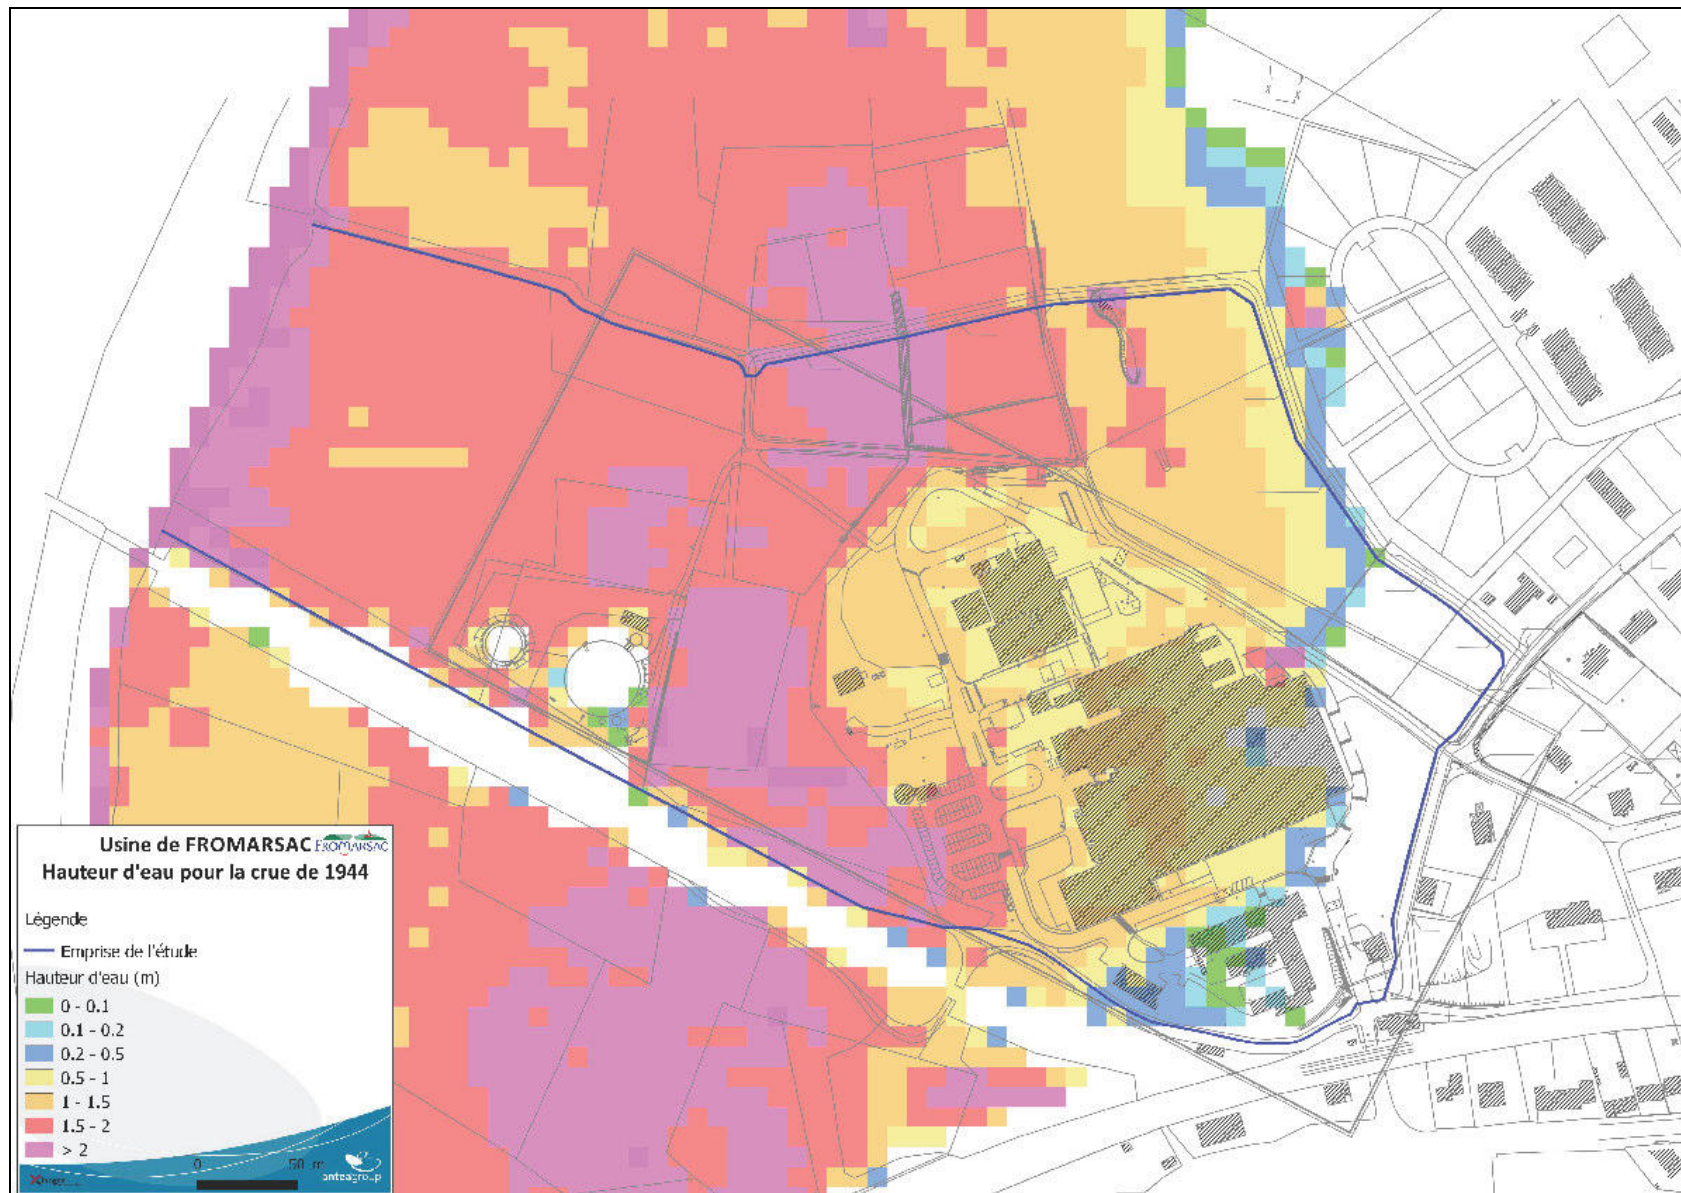 Usine de FROMARSAC FROMARSAC
Hauteur d'eau pour la crue de 1944
Légende
Emprise de l'étude
Hauteur d'eau (m)
0 - 0.1
0.1 - 0.2
0.2 - 0.5
0.5 - 1
1 - 1.5
1.5 - 2
> 2
0 50 m
anteagroup